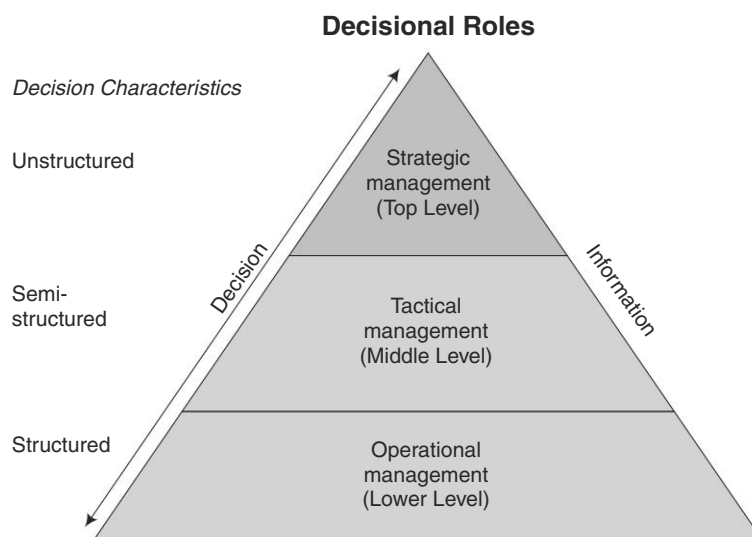 Decisional Roles
Decision Characteristics
Unstructured
Strategic
management
(Top Level)
Decision
Information
Semi-
structured
Tactical
management
(Middle Level)
Structured
Operational
management
(Lower Level)